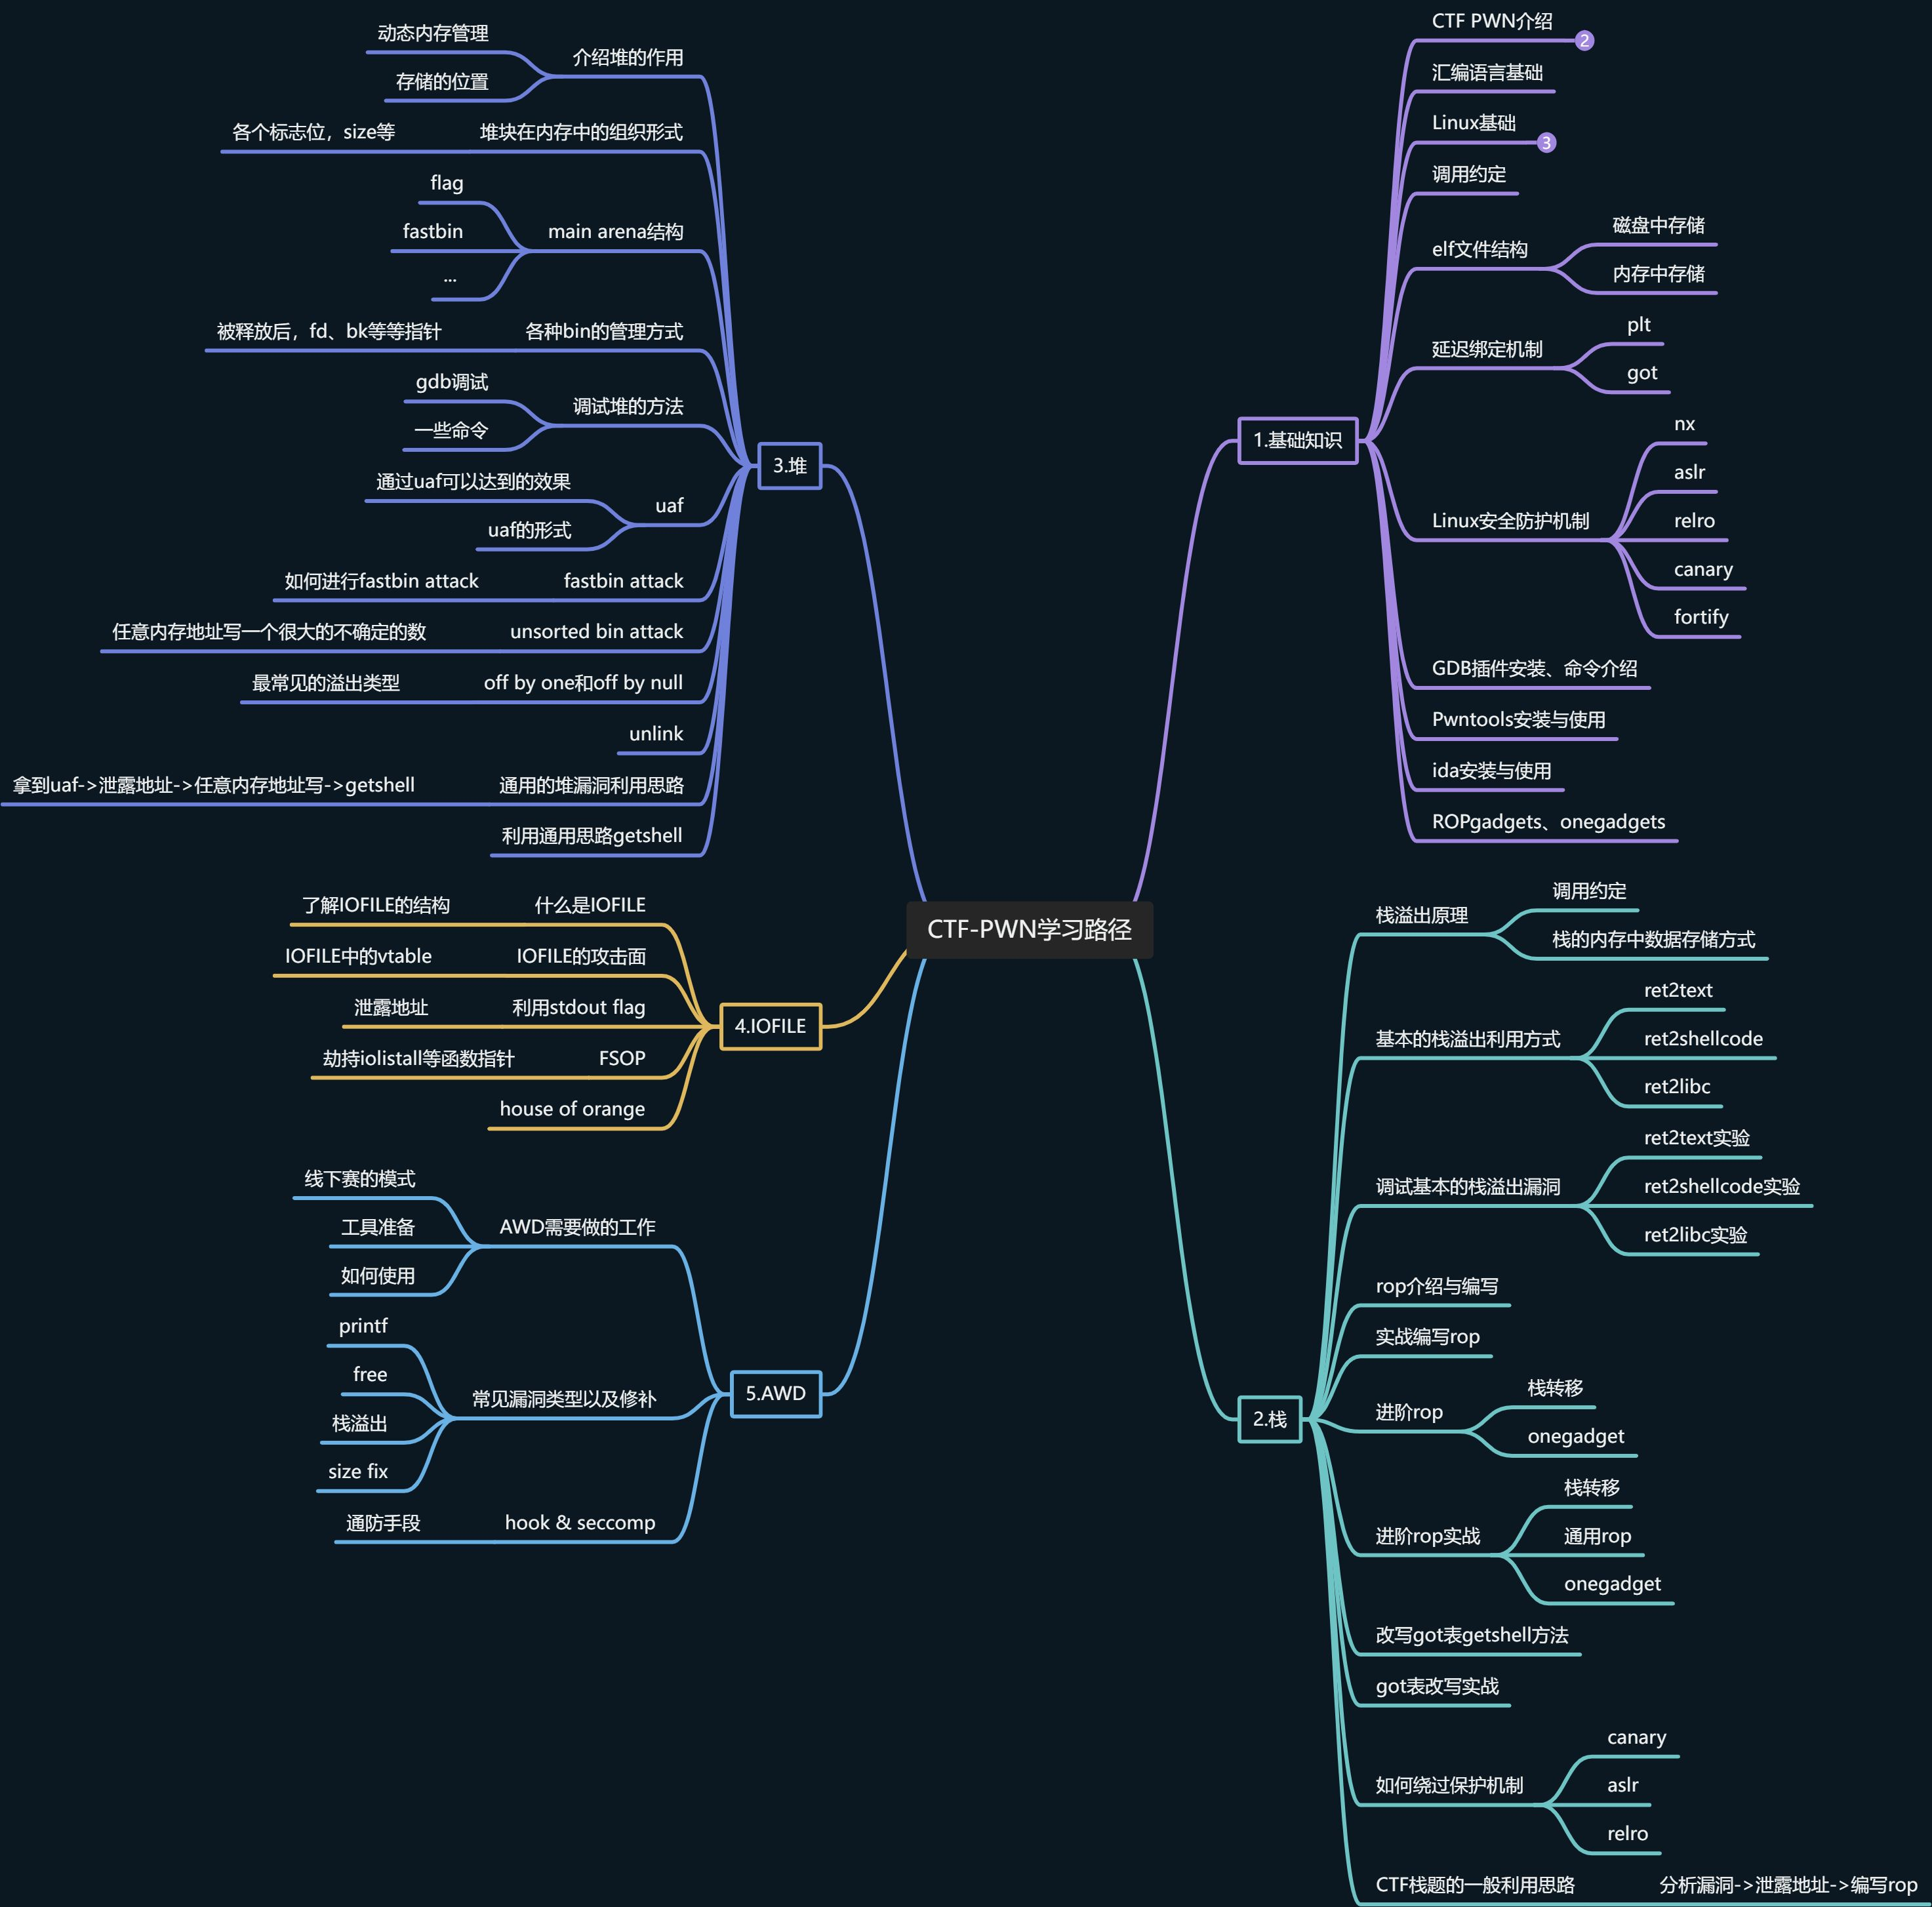 CTF-PWN学习路径
1.基础知识
CTF PWN介绍
2
汇编语言基础
Linux基础
3
调用约定
elf文件结构
磁盘中存储
内存中存储
延迟绑定机制
plt
got
Linux安全防护机制
nx
aslr
relro
canary
fortify
GDB插件安装、命令介绍
Pwntools安装与使用
ida安装与使用
ROPgadgets、onegadgets
2.栈
栈溢出原理
调用约定
栈的内存中数据存储方式
基本的栈溢出利用方式
ret2text
ret2shellcode
ret2libc
调试基本的栈溢出漏洞
ret2text实验
ret2shellcode实验
ret2libc实验
rop介绍与编写
实战编写rop
进阶rop
栈转移
onegadget
进阶rop实战
栈转移
通用rop
onegadget
改写got表getshell方法
got表改写实战
如何绕过保护机制
canary
aslr
relro
CTF栈题的一般利用思路
分析漏洞->泄露地址->编写rop
3.堆
介绍堆的作用
动态内存管理
存储的位置
堆块在内存中的组织形式
各个标志位，size等
main arena结构
flag
fastbin
...
各种bin的管理方式
被释放后，fd、bk等等指针
调试堆的方法
gdb调试
一些命令
uaf
通过uaf可以达到的效果
uaf的形式
fastbin attack
如何进行fastbin attack
unsorted bin attack
任意内存地址写一个很大的不确定的数
off by one和off by null
最常见的溢出类型
unlink
通用的堆漏洞利用思路
拿到uaf->泄露地址->任意内存地址写->getshell
利用通用思路getshell
4.IOFILE
什么是IOFILE
了解IOFILE的结构
IOFILE的攻击面
IOFILE中的vtable
利用stdout flag
泄露地址
FSOP
劫持iolistall等函数指针
house of orange
5.AWD
AWD需要做的工作
线下赛的模式
工具准备
如何使用
常见漏洞类型以及修补
printf
free
栈溢出
size fix
hook & seccomp
通防手段